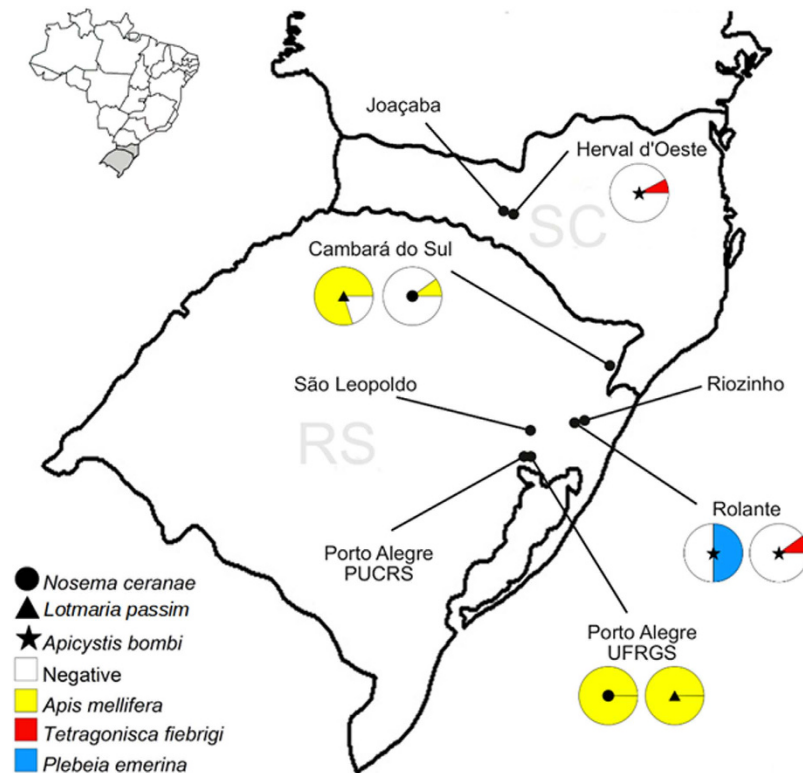 Joaçaba
Herval d'Oeste
SC
Cambará do Sul
São Leopoldo
Riozinho
RS
Rolante
Porto Alegre
PUCRS
Porto Alegre
UFRGS
Nosema ceranae
Lotmaria passim
Apicystis bombi
Negative
Apis mellifera
Tetragonisca fiebrigi
Plebeia emerina